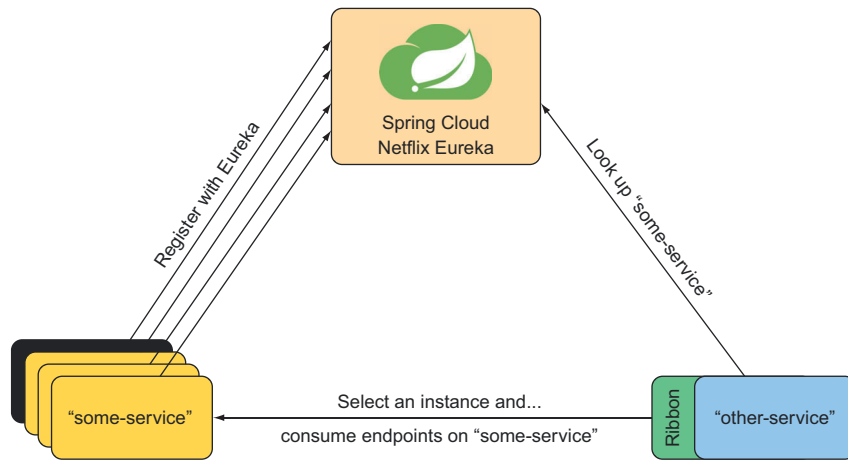 Spring Cloud
Netflix Eureka
Register with Eureka
Look up “some-service”
“some-service”
Select an instance and...
consume endpoints on “some-service”
Ribbon
“other-service”